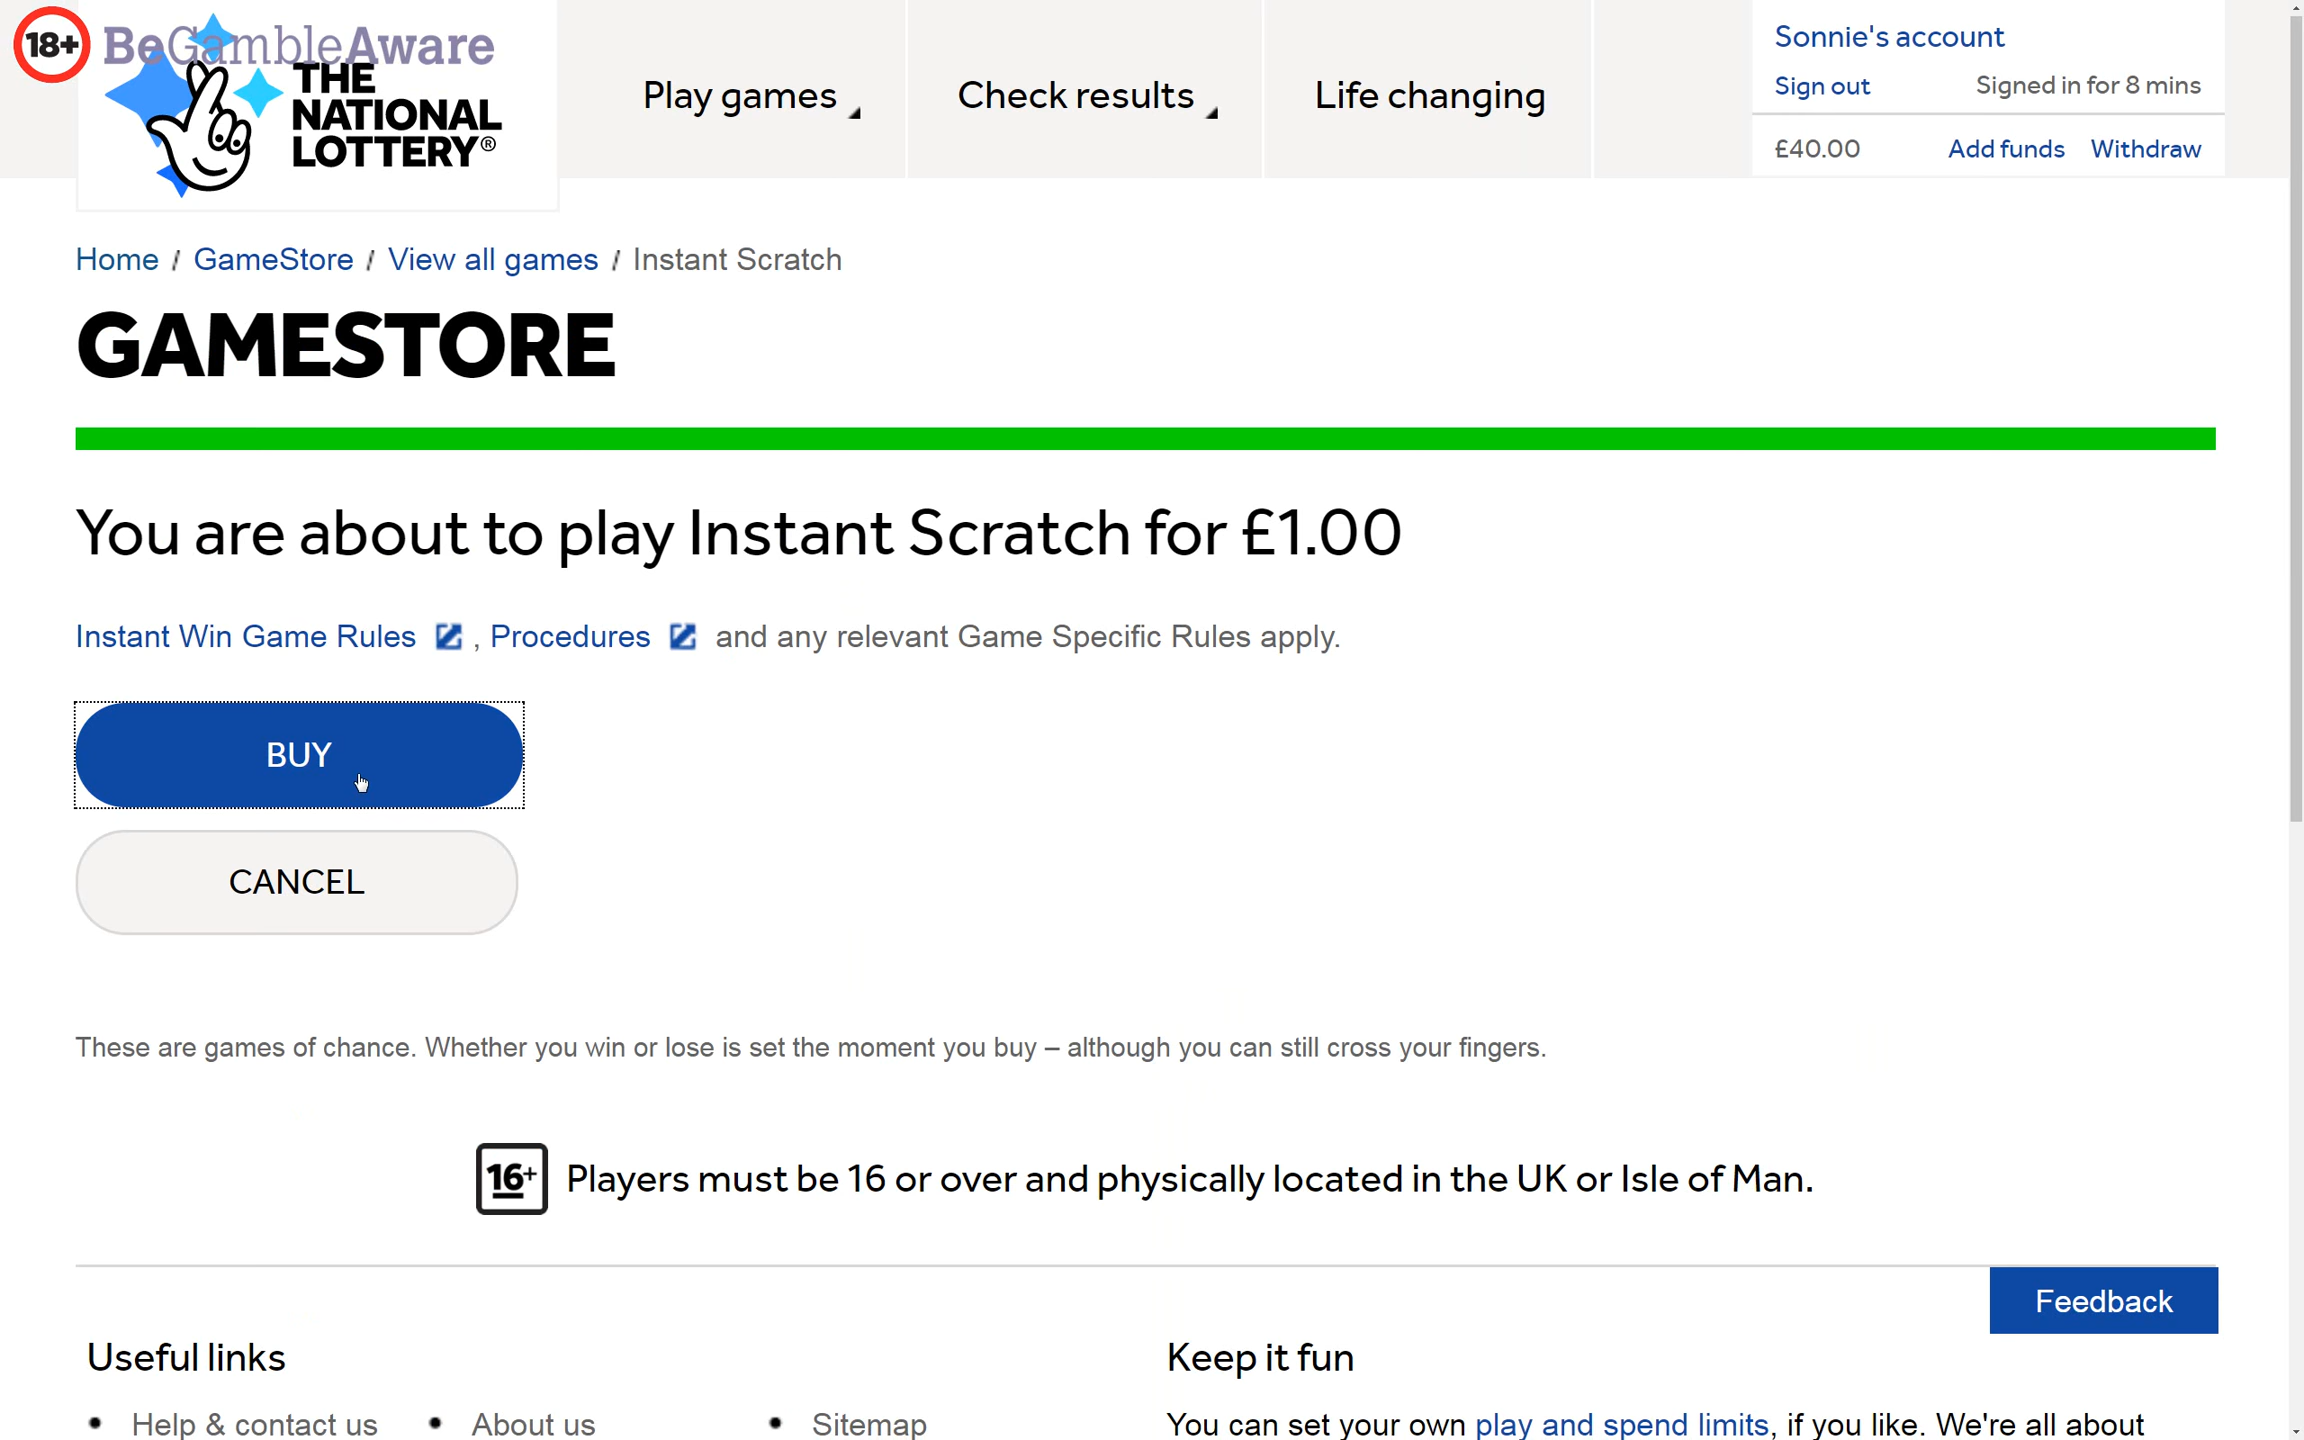 18+ BeGambleAware
THE
NATIONAL
LOTTERY®
Play games
Check results
Life changing
Sonnie's account
Sign out Signed in for 8 mins
£40.00 Add funds Withdraw
Home / GameStore / View all games / Instant Scratch
GAMESTORE
You are about to play Instant Scratch for £1.00
Instant Win Game Rules , Procedures and any relevant Game Specific Rules apply.
BUY
CANCEL
These are games of chance. Whether you win or lose is set the moment you buy – although you can still cross your fingers.
16+ Players must be 16 or over and physically located in the UK or Isle of Man.
Feedback
Useful links
• Help & contact us • About us • Sitemap
Keep it fun
You can set your own play and spend limits, if you like. We're all about